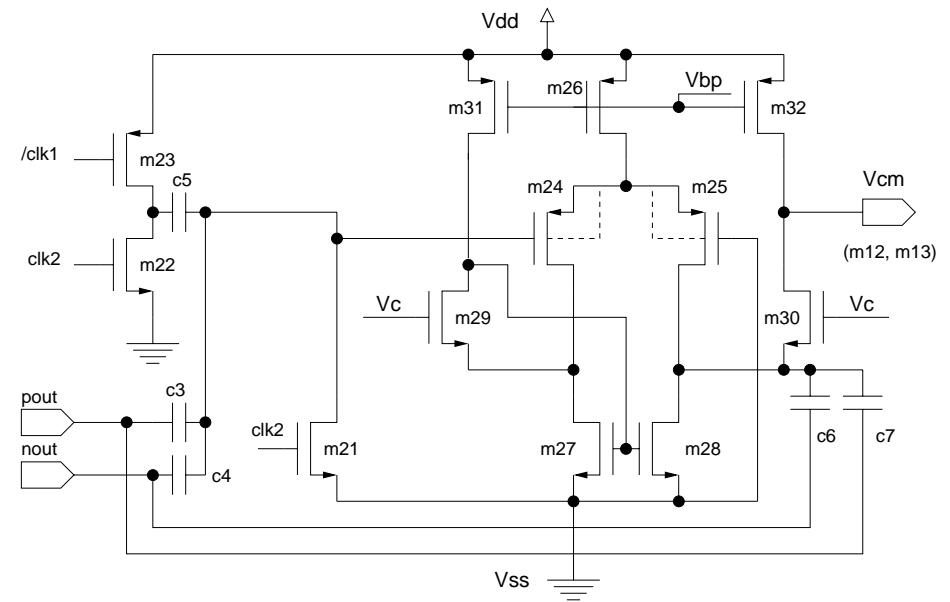 Vdd
m31
m26
Vbp
m32
/clk1
m23
c5
m24
m25
Vcm
clk2
m22
(m12, m13)
Vc
m29
m30
Vc
pout
c3
nout
c4
clk2
m21
m27
m28
c6
c7
Vss